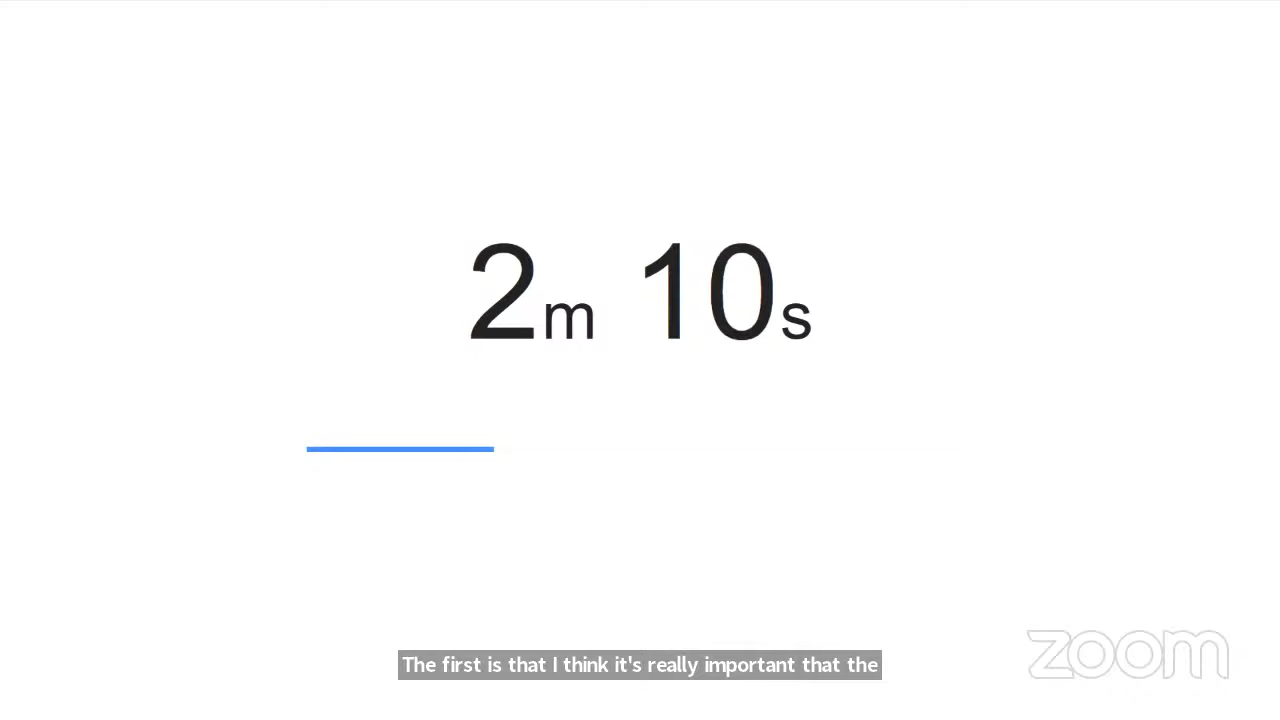 2m 10s
The first is that I think it's really important that the
zoom